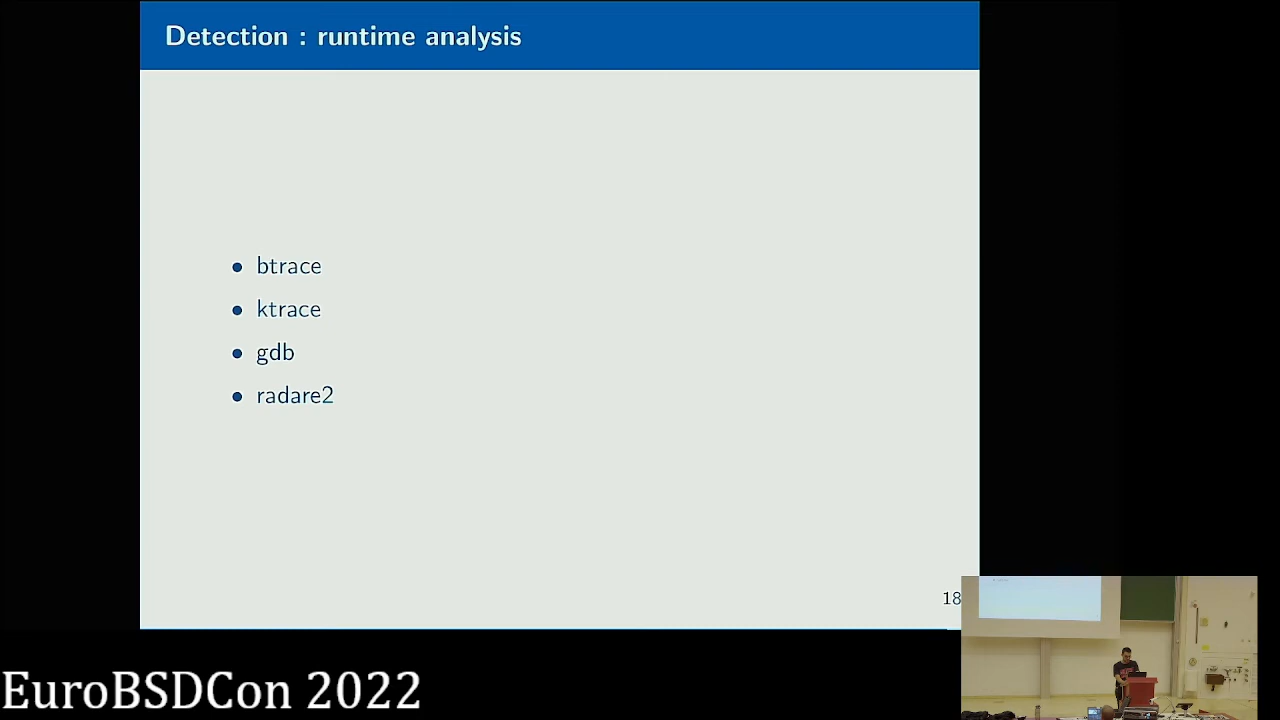 Detection : runtime analysis
• btrace
• ktrace
• gdb
• radare2
18
EuroBSDCon 2022